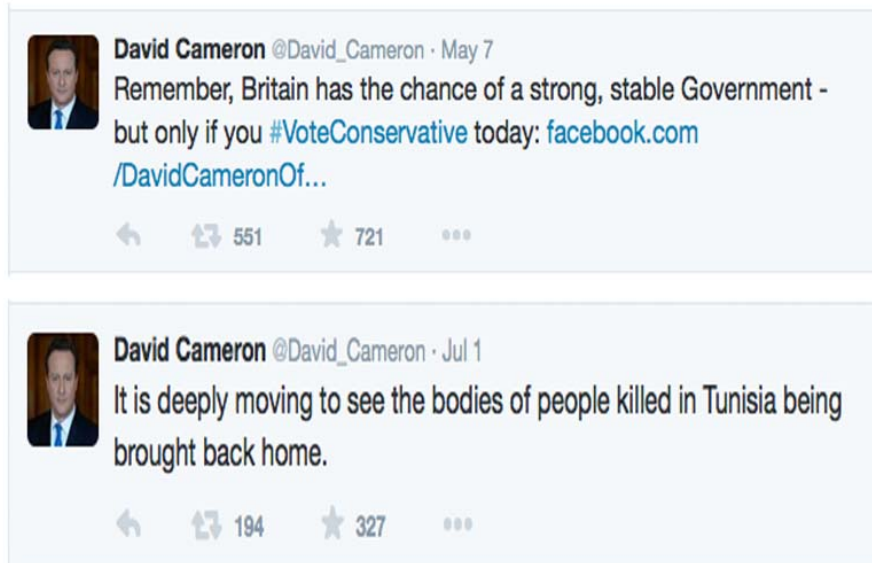 David Cameron @David_Cameron · May 7
Remember, Britain has the chance of a strong, stable Government -
but only if you #VoteConservative today: facebook.com
/DavidCameronOf...
551 721
David Cameron @David_Cameron · Jul 1
It is deeply moving to see the bodies of people killed in Tunisia being
brought back home.
194 327